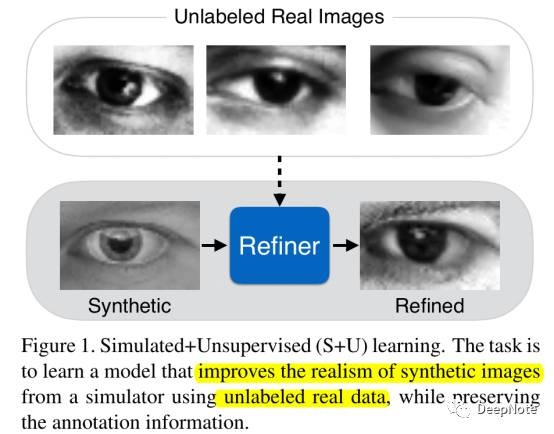 Unlabeled Real Images
Refiner
Synthetic
Refined
Figure 1. Simulated+Unsupervised (S+U) learning. The task is
to learn a model that improves the realism of synthetic images
from a simulator using unlabeled real data, while preserving
the annotation information.
DeepNote